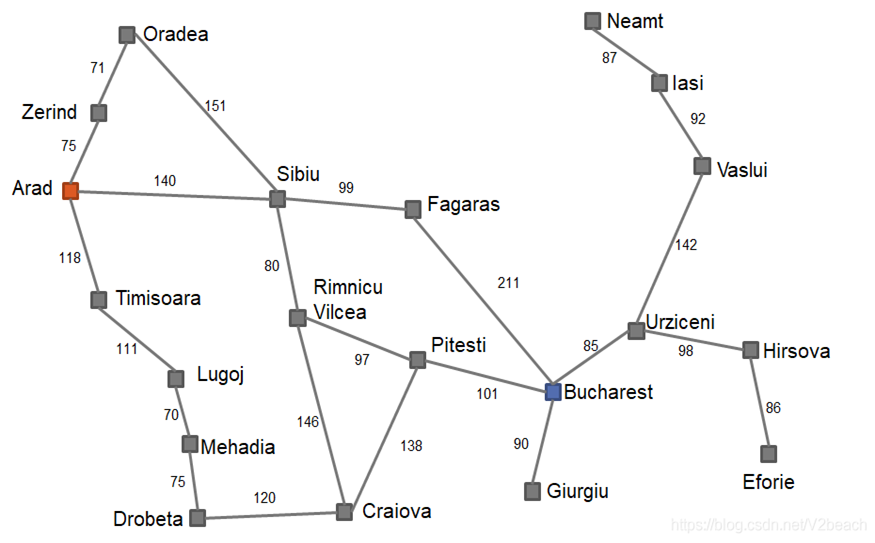 Neamt
Oradea
87
71
Iasi
151
92
Zerind
75
Vaslui
Sibiu
Arad
140
99
Fagaras
118
142
80
Rimnicu
Vilcea
211
Timisoara
Urziceni
111
Pitesti
85
98
Hirsova
97
Lugoj
101
Bucharest
70
146
86
Mehadia
138
90
75
Eforie
120
Giurgiu
Drobeta
Craiova
https://blog.csdn.net/V2beach